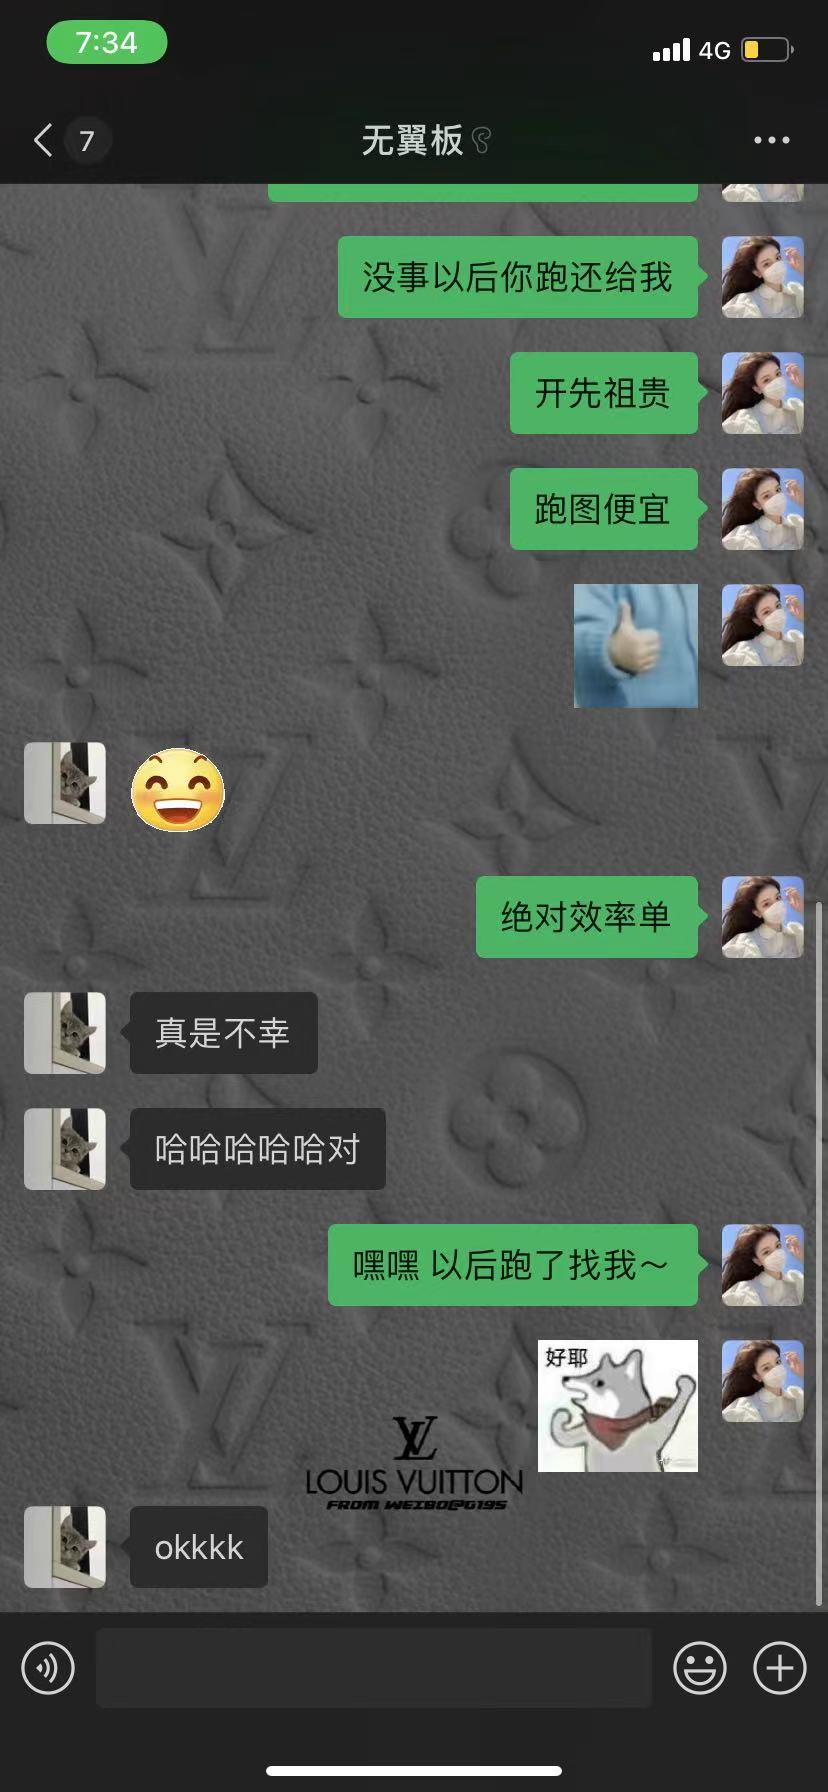 7:34
4G
7
无翼板
没事以后你跑还给我
开先祖贵
跑图便宜
绝对效率单
真是不幸
哈哈哈哈哈对
嘿嘿 以后跑了找我～
好耶
LV
LOUIS VUITTON
FROM WEIBO@G195
okkkk